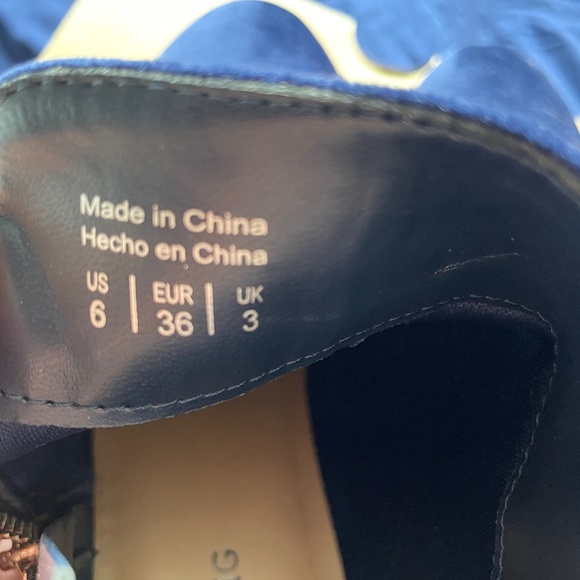 Made in China
Hecho en China
US | EUR | UK
6 | 36 | 3